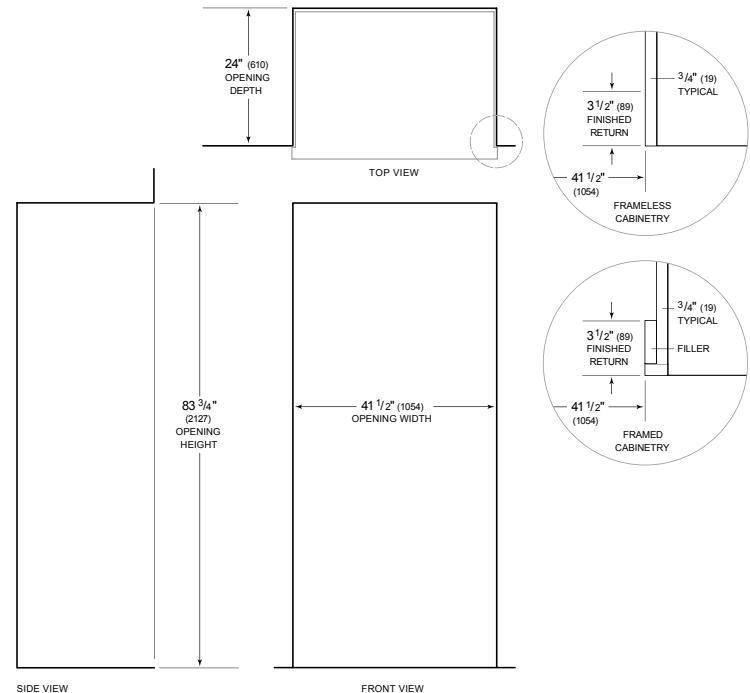 24" (610)
OPENING
DEPTH
TOP VIEW
3/4" (19)
TYPICAL
3 1/2" (89)
FINISHED
RETURN
41 1/2"
(1054)
FRAMELESS
CABINETRY
3/4" (19)
TYPICAL
3 1/2" (89)
FINISHED
RETURN
FILLER
41 1/2"
(1054)
FRAMED
CABINETRY
83 3/4"
(2127)
OPENING
HEIGHT
41 1/2" (1054)
OPENING WIDTH
SIDE VIEW
FRONT VIEW